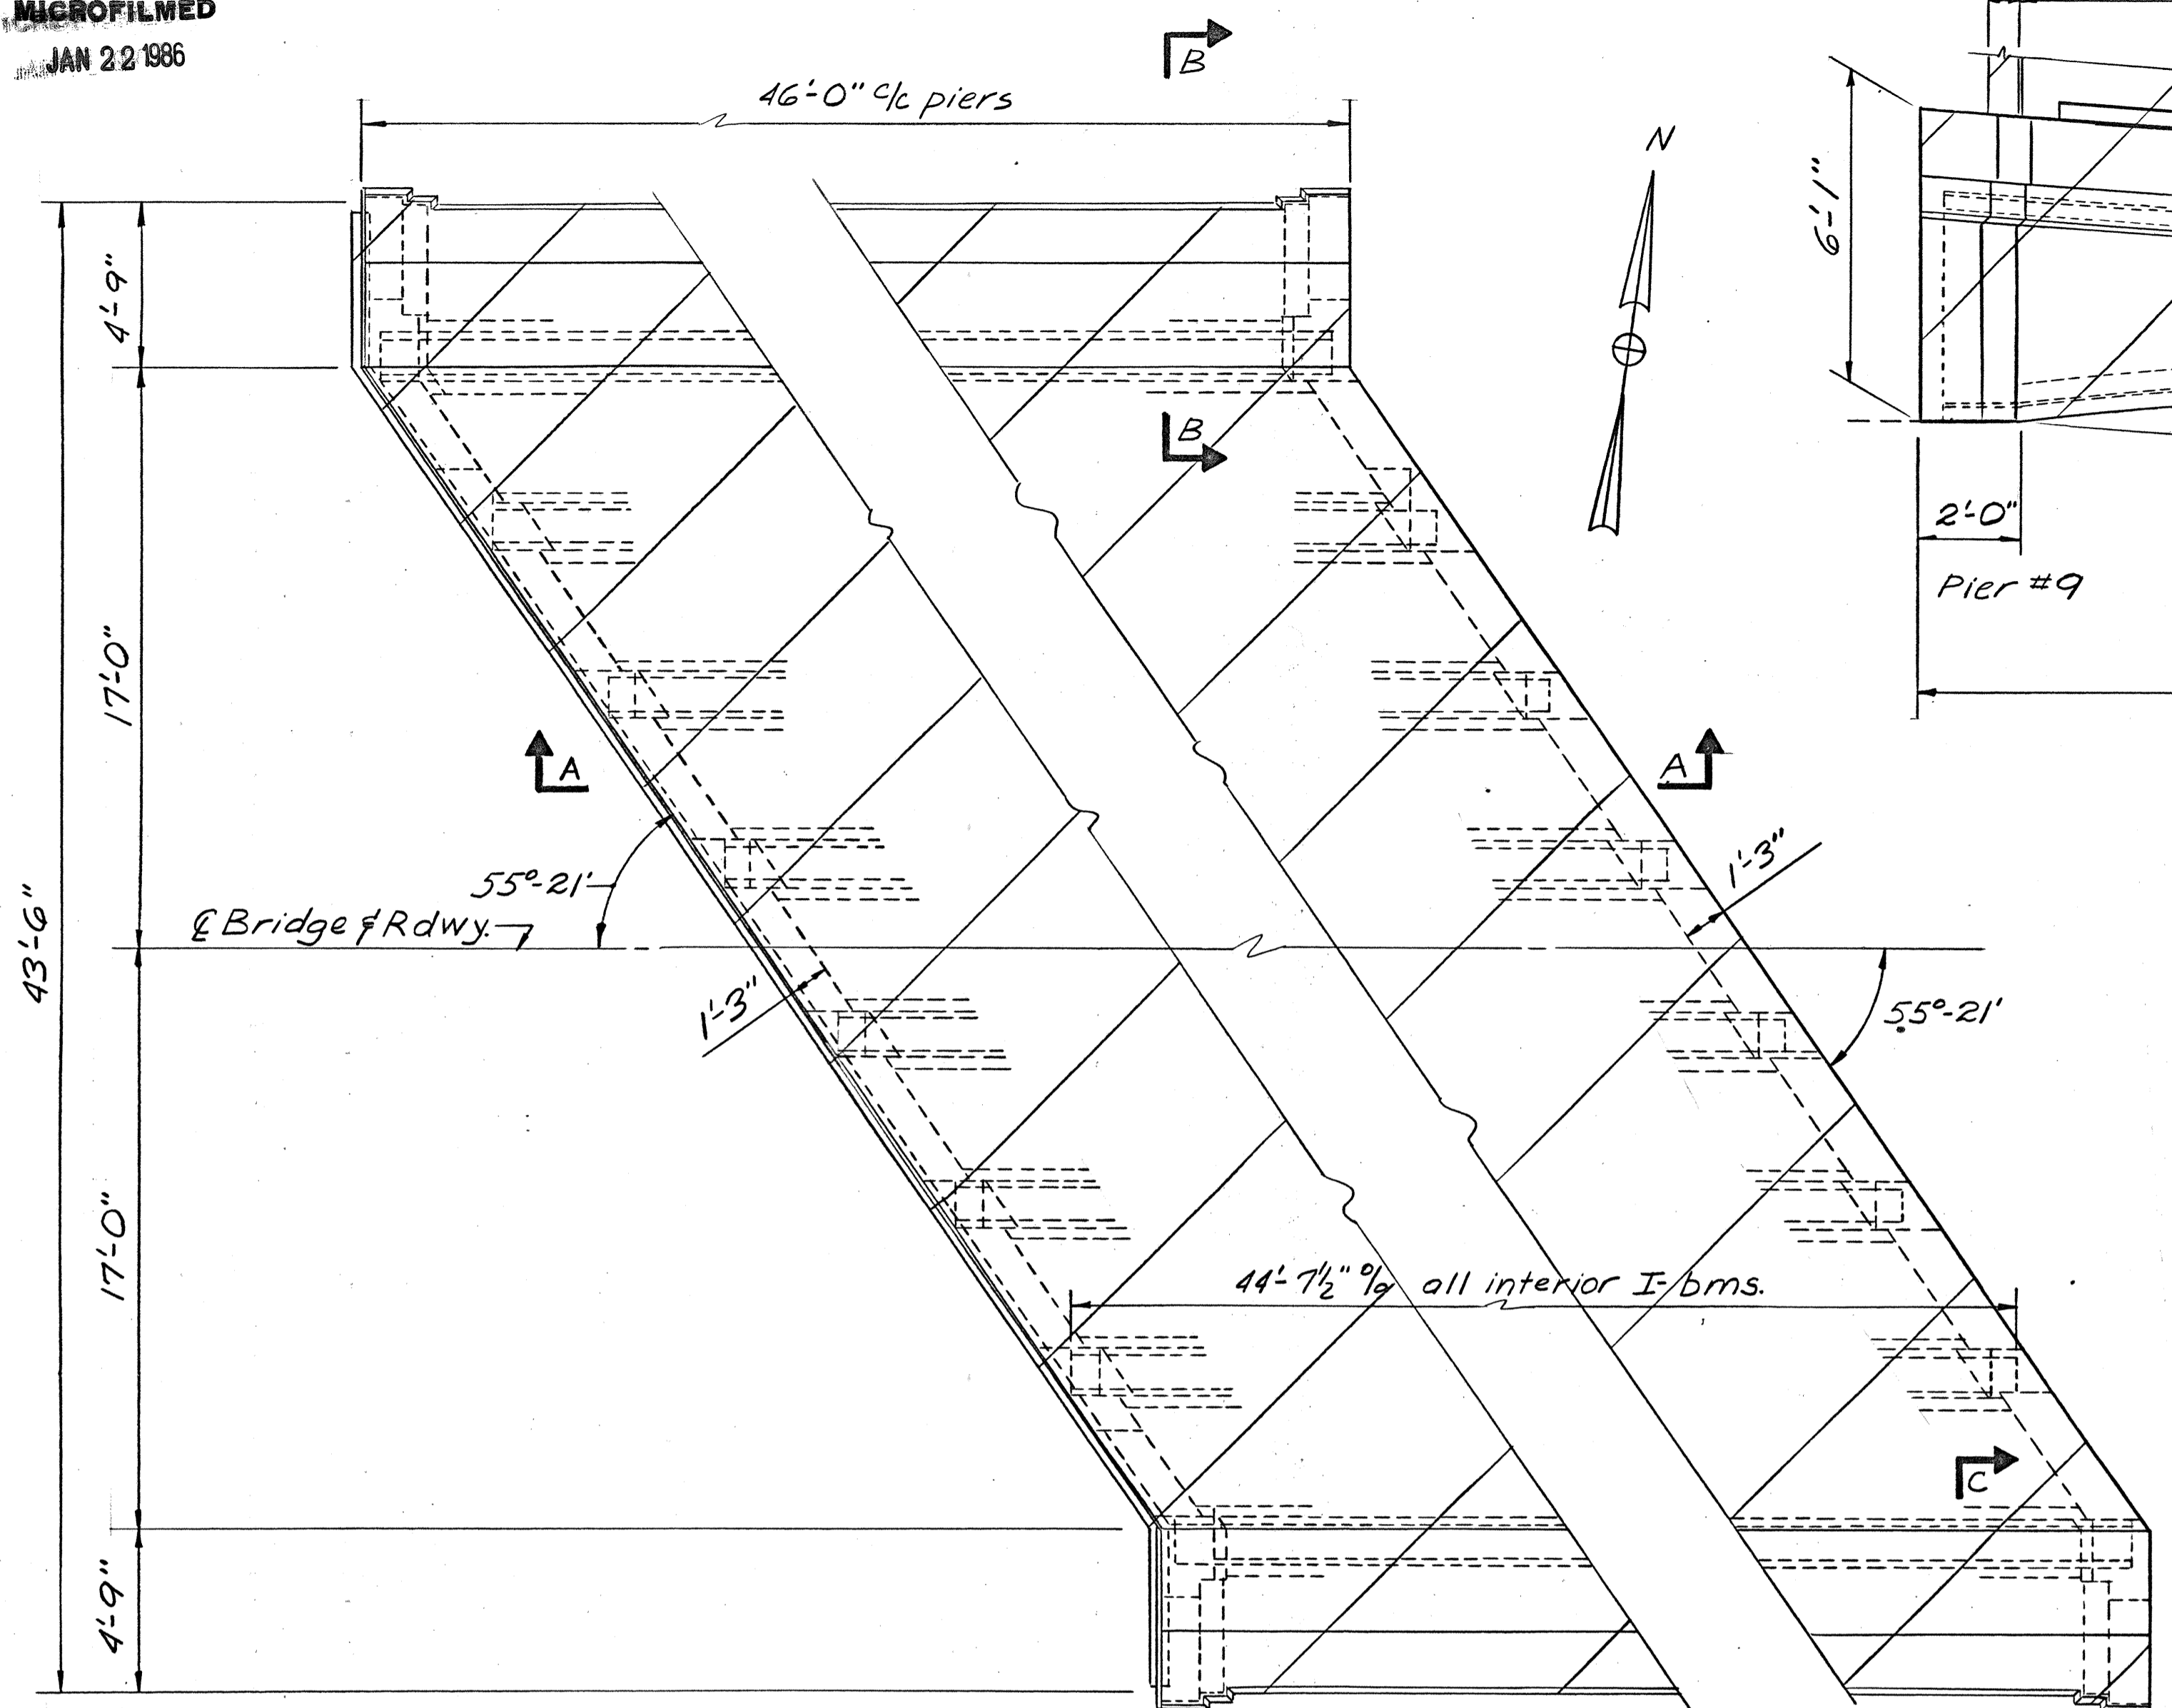 MICROFILMED
JAN 22 1986
B
46'-0" c/c piers
N
6'-1"
4'-9"
B
2'-0"
Pier #9
17'-0"
A
A
1'-3"
55°-21'
℄ Bridge & Rdwy.
43'-6"
1'-3"
55°-21'
17'-0"
44'-7½" o/a all interior I-bms.
C
4'-9"